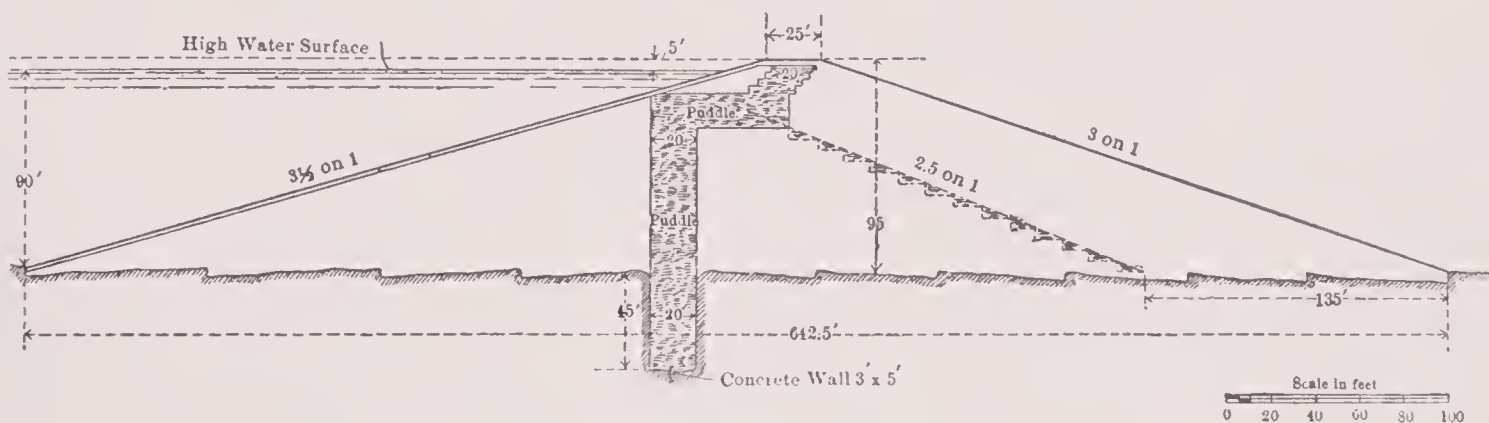 25'
High Water Surface
5'
20'
Puddle
3 on 1
20
2.5 on 1
3½ on 1
90'
Puddle
95
135'
45'
20
642.5'
Concrete Wall 3' x 5'
Scale in feet
0 20 40 60 80 100